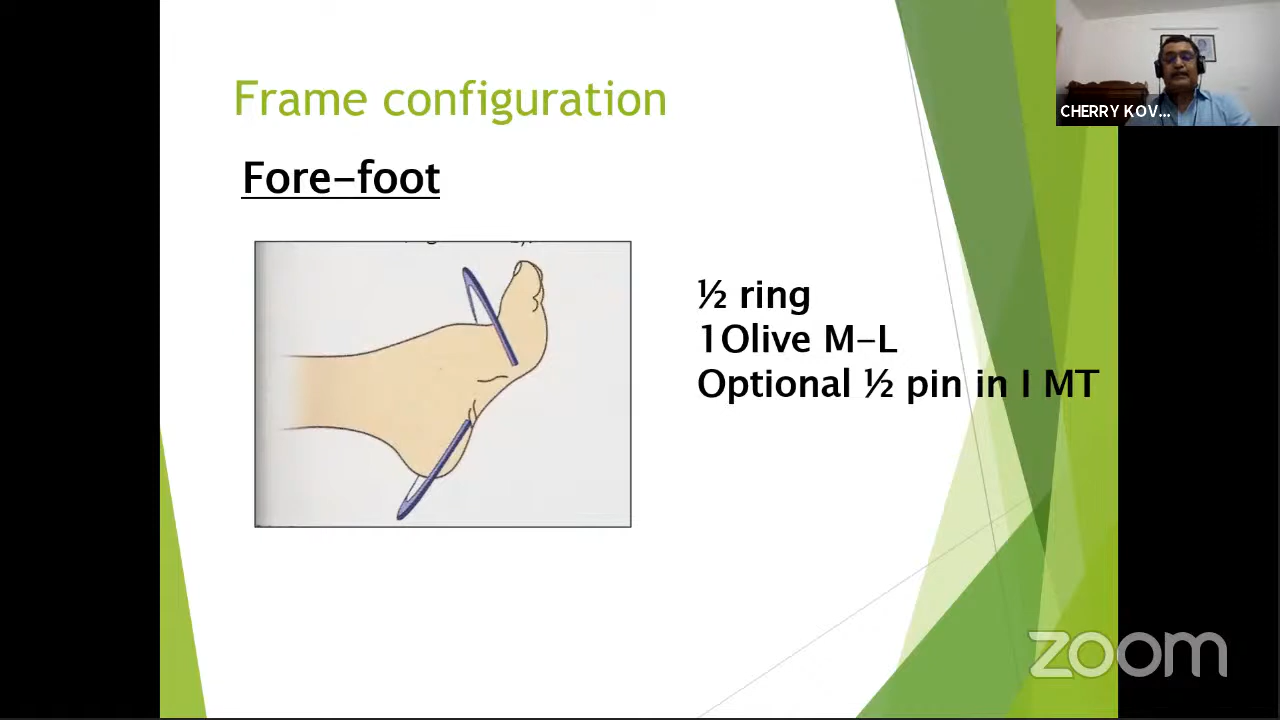 Frame configuration
CHERRY KOV...
Fore-foot
½ ring
1Olive M-L
Optional ½ pin in I MT
zoom